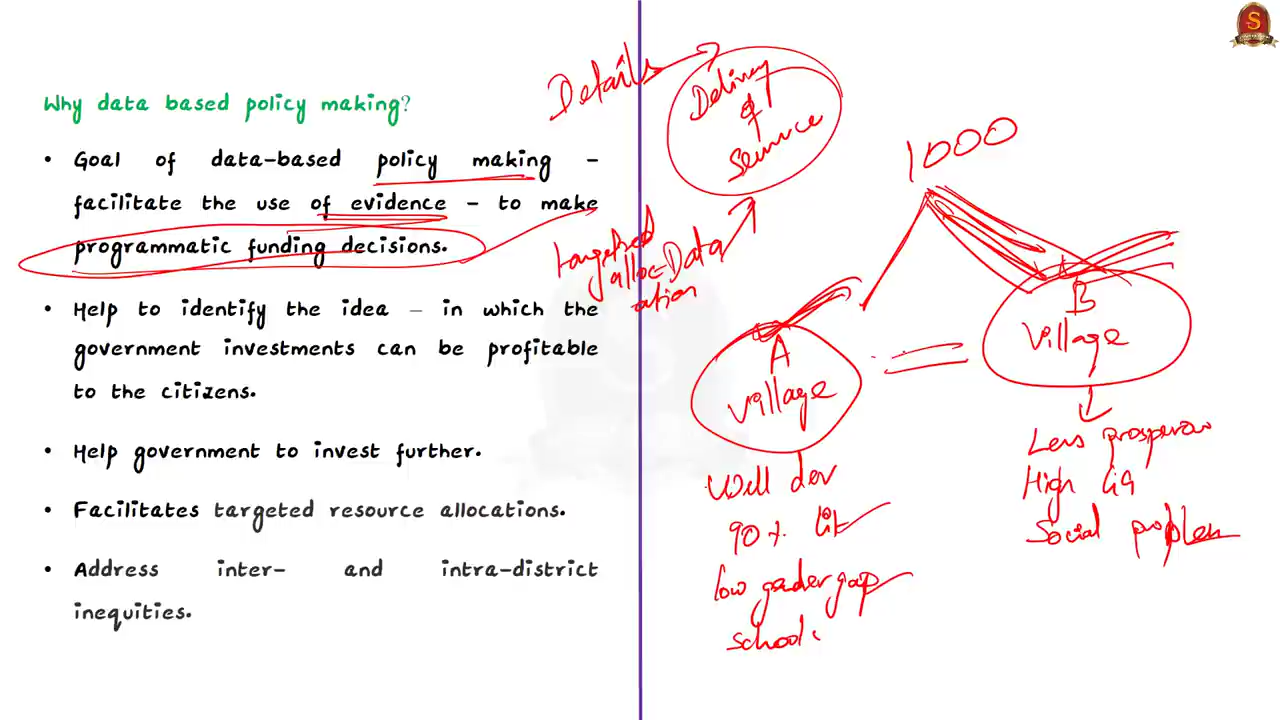 Why data based policy making?
• Goal of data-based policy making –
facilitate the use of evidence – to make
programmatic funding decisions.
• Help to identify the idea – in which the
government investments can be profitable
to the citizens.
• Help government to invest further.
• Facilitates targeted resource allocations.
• Address inter- and intra-district
inequities.
Details
Delivery
of
Service
targeted
alloc-Data
ation
1000
A
village
B
village
Well dev
90% lit
low gender gap
school
Less prosperou
High
Social problem
S